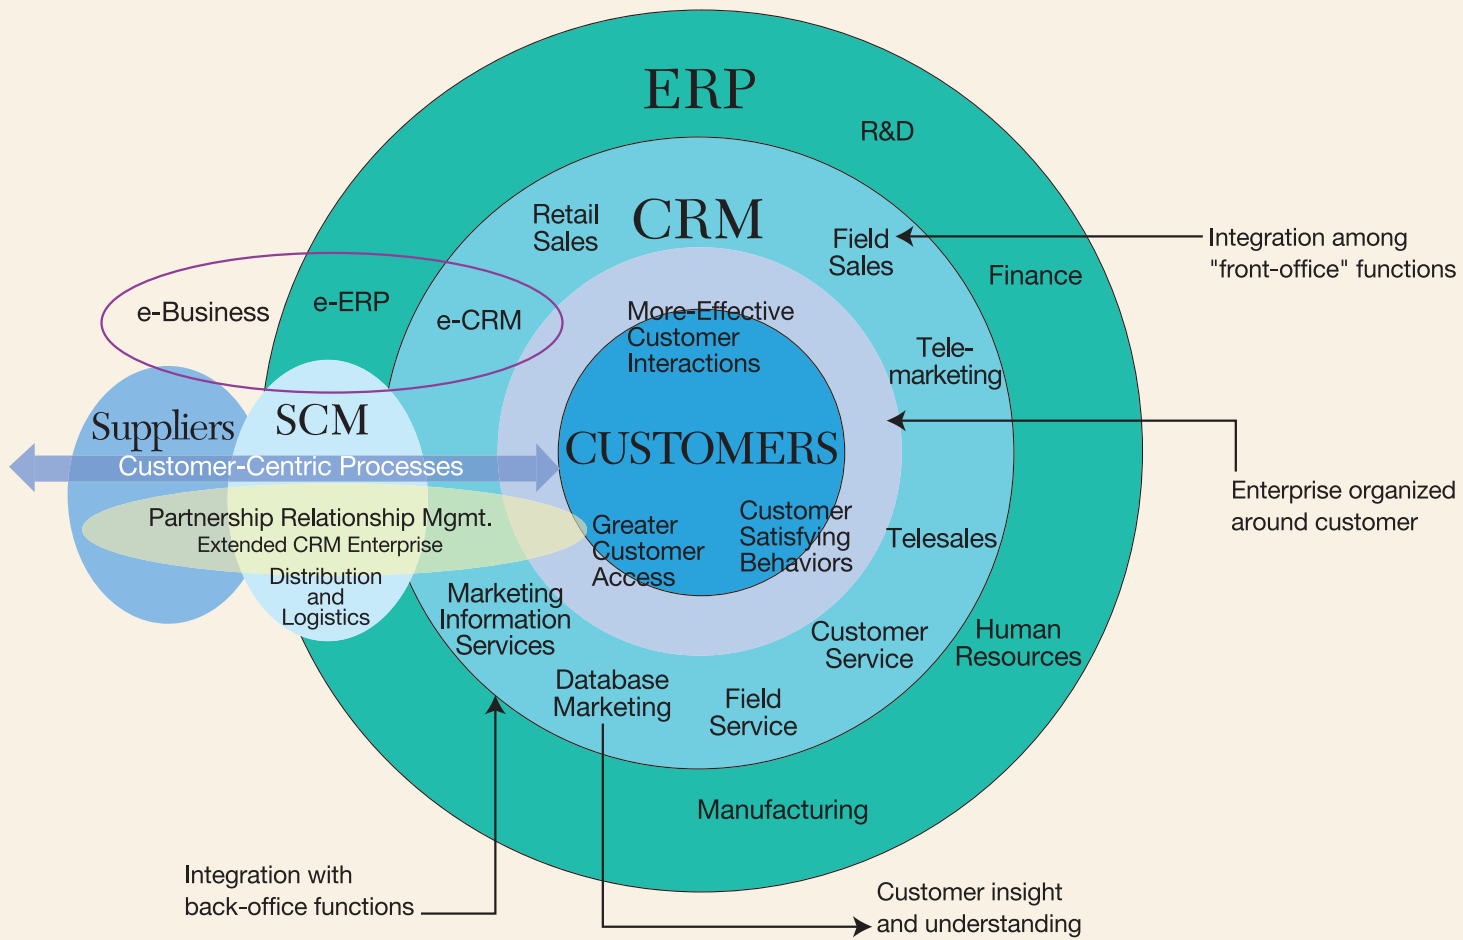 ERP
R&D
CRM
Retail
Sales
Field
Sales
Integration among
"front-office" functions
Finance
e-Business
e-ERP
e-CRM
More-Effective
Customer
Interactions
Tele-
marketing
Suppliers
SCM
CUSTOMERS
Customer-Centric Processes
Enterprise organized
around customer
Partnership Relationship Mgmt.
Extended CRM Enterprise
Greater
Customer
Access
Customer
Satisfying
Behaviors
Telesales
Distribution
and
Logistics
Marketing
Information
Services
Customer
Service
Human
Resources
Database
Marketing
Field
Service
Manufacturing
Integration with
back-office functions
Customer insight
and understanding